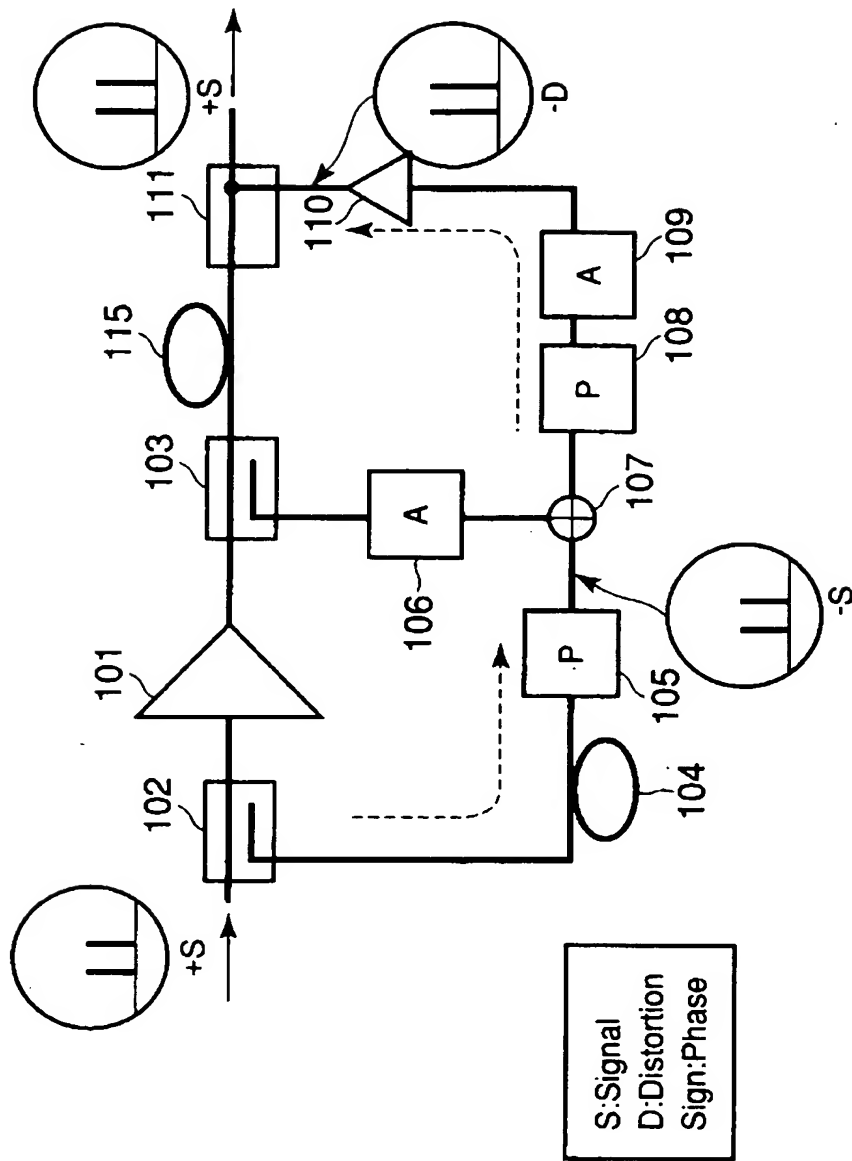 +S
+S
111
115
103
101
102
110
-D
A
109
P
108
107
A
106
P
105
-S
104
S:Signal
D:Distortion
Sign:Phase